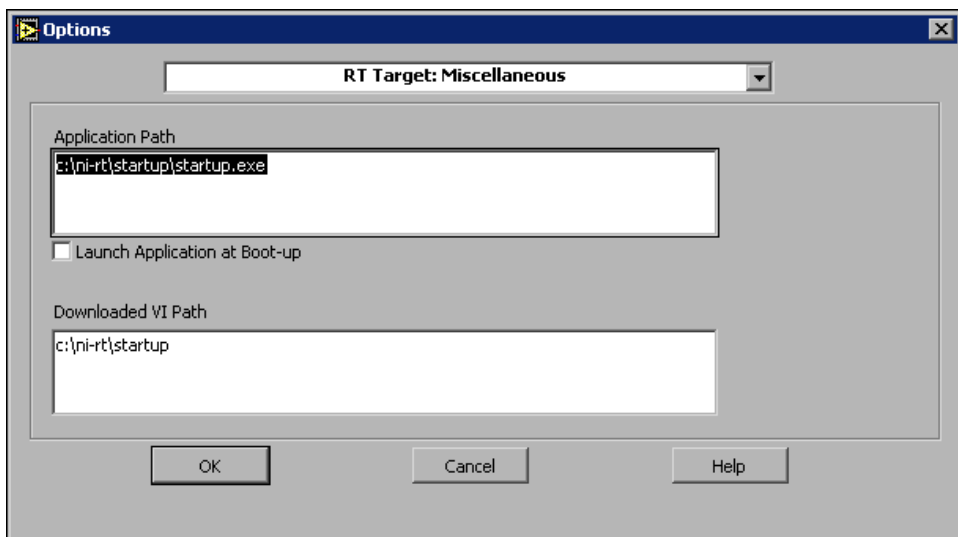 Options
RT Target: Miscellaneous
Application Path
c:\ni-rt\startup\startup.exe
Launch Application at Boot-up
Downloaded VI Path
c:\ni-rt\startup
OK Cancel Help